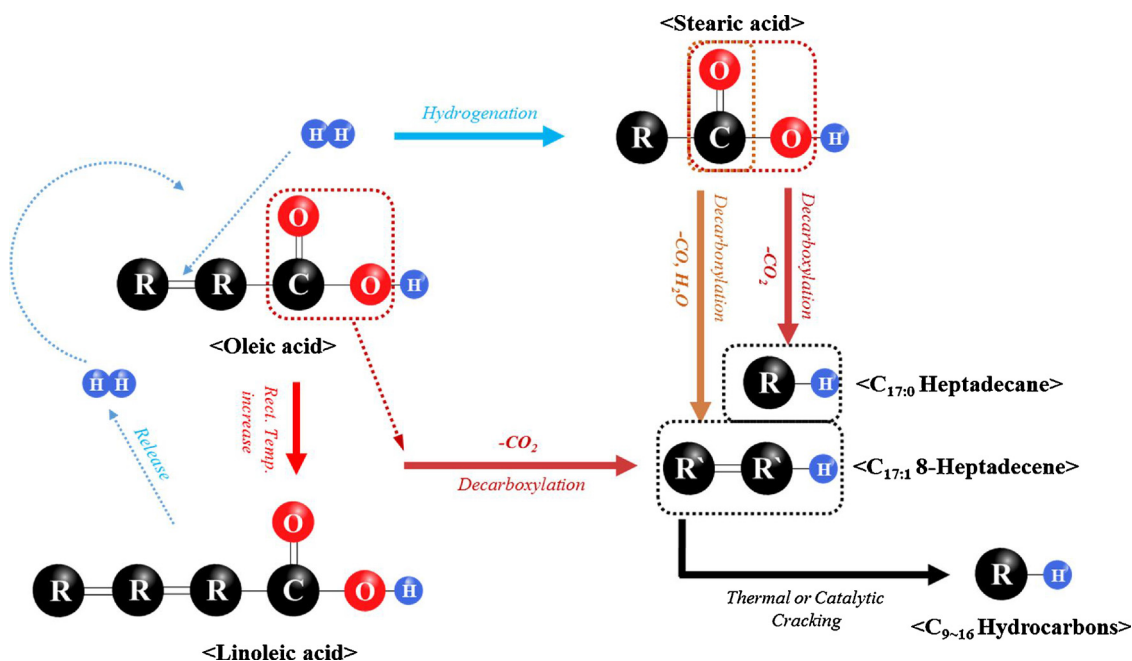 <Stearic acid>
O
H H
Hydrogenation
R C O H
O
Decarbonylation
-CO, H₂O
Decarboxylation
-CO₂
R R C O H
<Oleic acid>
R H
<C₁₇:₀ Heptadecane>
H H
Release
Rect. Temp.
increase
-CO₂
Decarboxylation
R` R` H
<C₁₇:₁ 8-Heptadecene>
O
R R R C O H
<Linoleic acid>
Thermal or Catalytic
Cracking
R H
<C₉~₁₆ Hydrocarbons>